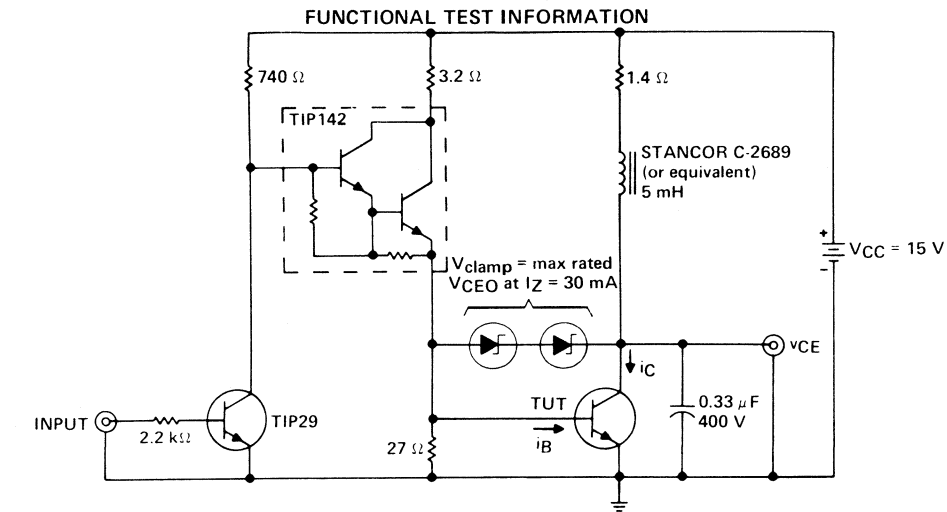 FUNCTIONAL TEST INFORMATION
740 Ω
3.2 Ω
1.4 Ω
TIP142
STANCOR C-2689
(or equivalent)
5 mH
+
VCC = 15 V
−
Vclamp = max rated
VCEO at IZ = 30 mA
vCE
iC
TUT
0.33 μF
400 V
INPUT
2.2 kΩ
TIP29
27 Ω
iB